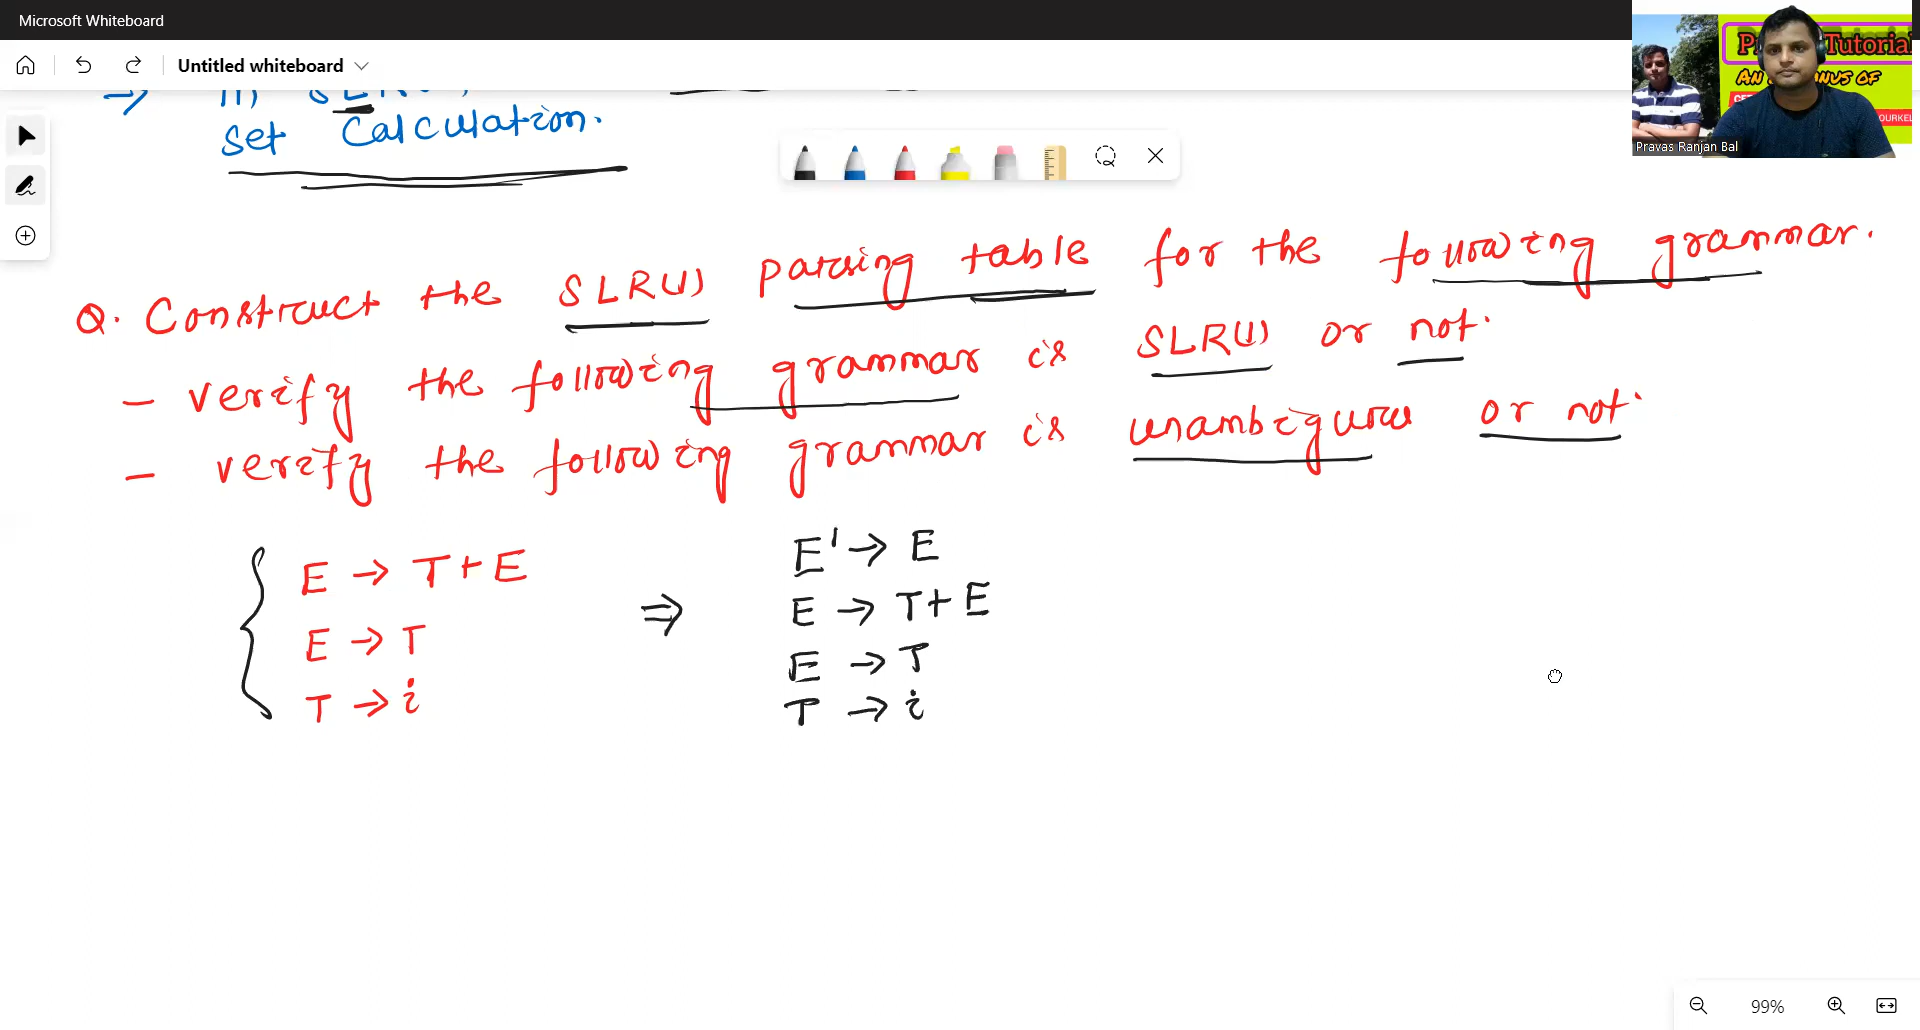 Microsoft Whiteboard
Untitled whiteboard
set Calculation.
Pravas Ranjan Bal
Q. Construct the SLR(1) parsing table for the following grammar.
- verify the following grammar is SLR(1) or not.
- verify the following grammar is unambiguous or not.
E → T+E
E → T
T → i
⇒
E' → E
E → T+E
E → T
T → i
99%